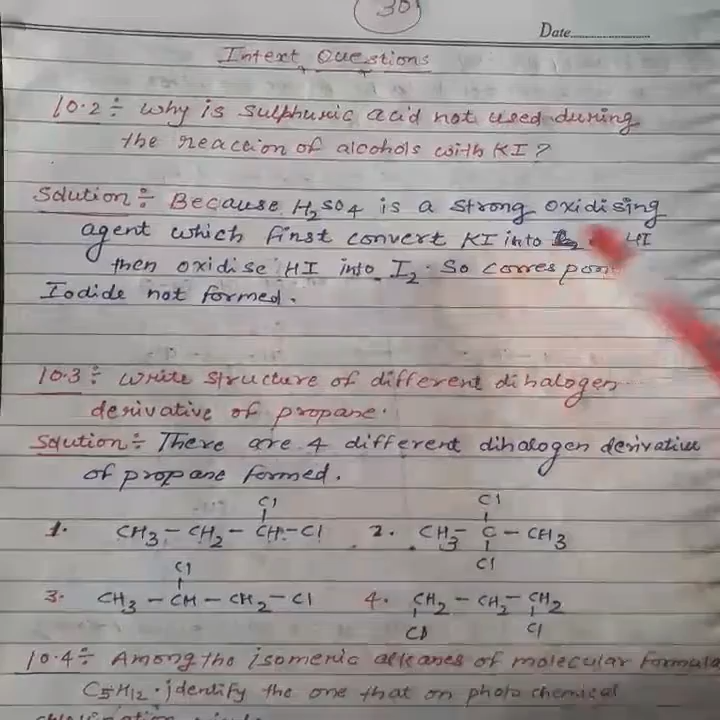 30
Date
Intext Questions
10.2÷ why is sulphuric acid not used during
the reaction of alcohols with KI?
Solution÷ Because H2SO4 is a strong oxidising
agent which first convert KI into HI
then oxidise HI into I2. So correspon
Iodide not formed.
10.3÷ write structure of different dihalogen
derivative of propane.
Solution÷ There are 4 different dihalogen derivative
of propane formed.
Cl Cl
1. CH3 – CH2 – CH – Cl 2. CH3 – C – CH3
Cl Cl
3. CH3 – CH – CH2 – Cl 4. CH2 – CH2 – CH2
Cl Cl
10.4÷ Among the isomeric alkanes of molecular formula
C5H12. identify the one that on photo chemical